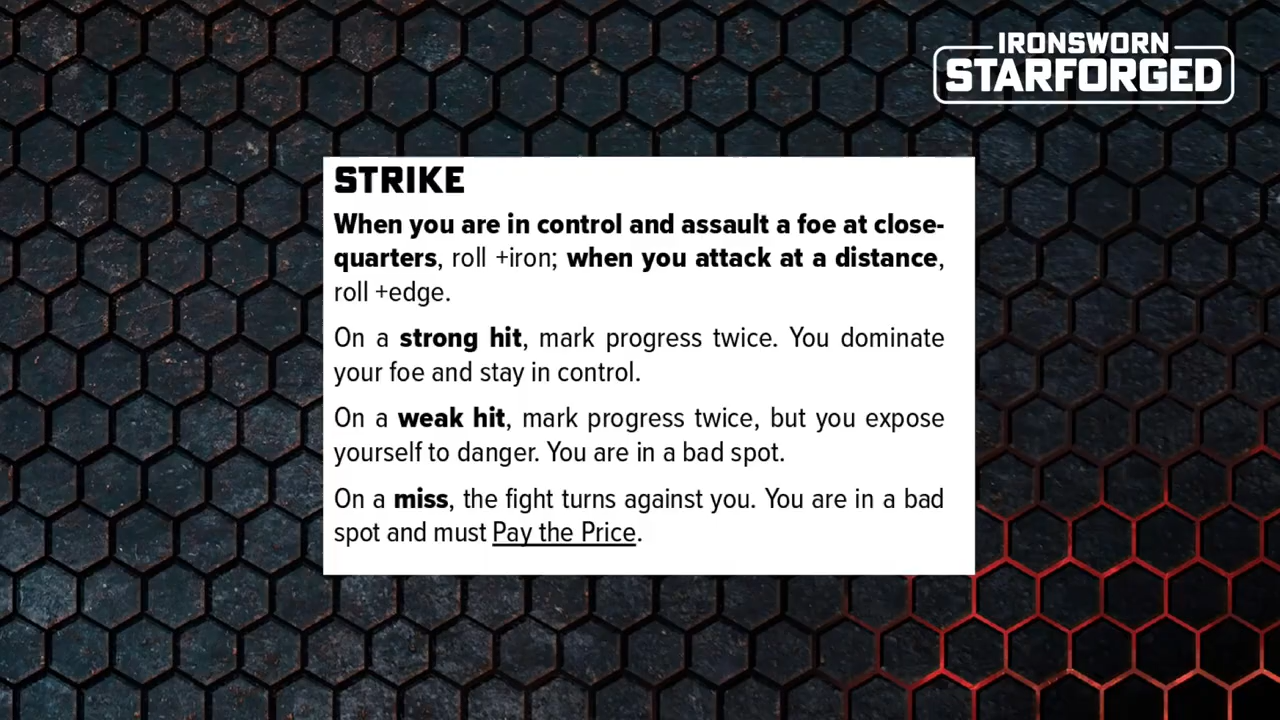 IRONSWORN
STARFORGED
STRIKE
When you are in control and assault a foe at close-
quarters, roll +iron; when you attack at a distance,
roll +edge.
On a strong hit, mark progress twice. You dominate
your foe and stay in control.
On a weak hit, mark progress twice, but you expose
yourself to danger. You are in a bad spot.
On a miss, the fight turns against you. You are in a bad
spot and must Pay the Price.